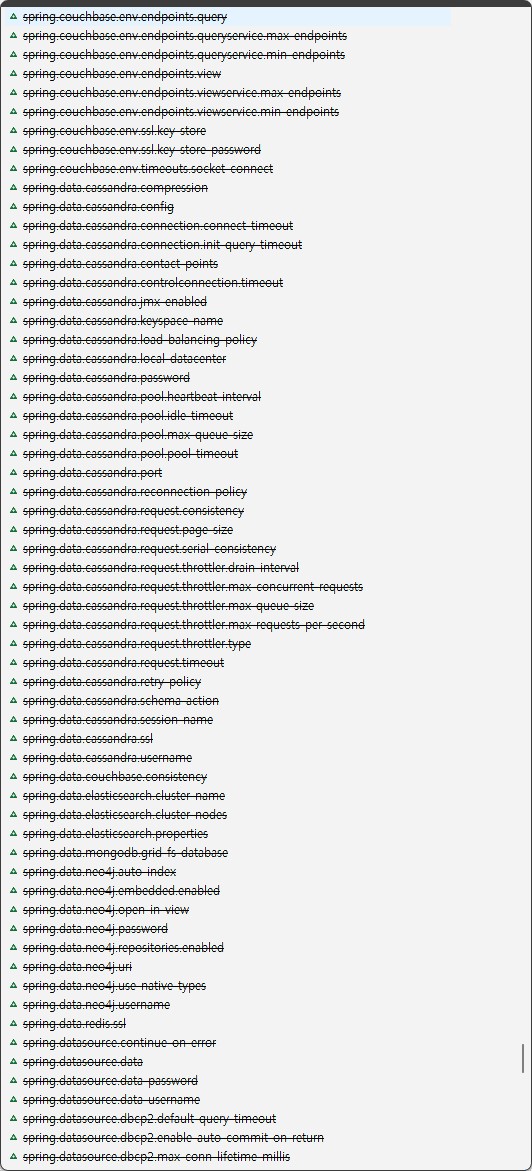 spring.couchbase.env.endpoints.query
spring.couchbase.env.endpoints.queryservice.max-endpoints
spring.couchbase.env.endpoints.queryservice.min-endpoints
spring.couchbase.env.endpoints.view
spring.couchbase.env.endpoints.viewservice.max-endpoints
spring.couchbase.env.endpoints.viewservice.min-endpoints
spring.couchbase.env.ssl.key-store
spring.couchbase.env.ssl.key-store-password
spring.couchbase.env.timeouts.socket-connect
spring.data.cassandra.compression
spring.data.cassandra.config
spring.data.cassandra.connection.connect-timeout
spring.data.cassandra.connection.init-query-timeout
spring.data.cassandra.contact-points
spring.data.cassandra.controlconnection.timeout
spring.data.cassandra.jmx-enabled
spring.data.cassandra.keyspace-name
spring.data.cassandra.load-balancing-policy
spring.data.cassandra.local-datacenter
spring.data.cassandra.password
spring.data.cassandra.pool.heartbeat-interval
spring.data.cassandra.pool.idle-timeout
spring.data.cassandra.pool.max-queue-size
spring.data.cassandra.pool.pool-timeout
spring.data.cassandra.port
spring.data.cassandra.reconnection-policy
spring.data.cassandra.request.consistency
spring.data.cassandra.request.page-size
spring.data.cassandra.request.serial-consistency
spring.data.cassandra.request.throttler.drain-interval
spring.data.cassandra.request.throttler.max-concurrent-requests
spring.data.cassandra.request.throttler.max-queue-size
spring.data.cassandra.request.throttler.max-requests-per-second
spring.data.cassandra.request.throttler.type
spring.data.cassandra.request.timeout
spring.data.cassandra.retry-policy
spring.data.cassandra.schema-action
spring.data.cassandra.session-name
spring.data.cassandra.ssl
spring.data.cassandra.username
spring.data.couchbase.consistency
spring.data.elasticsearch.cluster-name
spring.data.elasticsearch.cluster-nodes
spring.data.elasticsearch.properties
spring.data.mongodb.grid-fs-database
spring.data.neo4j.auto-index
spring.data.neo4j.embedded.enabled
spring.data.neo4j.open-in-view
spring.data.neo4j.password
spring.data.neo4j.repositories.enabled
spring.data.neo4j.uri
spring.data.neo4j.use-native-types
spring.data.neo4j.username
spring.data.redis.ssl
spring.datasource.continue-on-error
spring.datasource.data
spring.datasource.data-password
spring.datasource.data-username
spring.datasource.dbcp2.default-query-timeout
spring.datasource.dbcp2.enable-auto-commit-on-return
spring.datasource.dbcp2.max-conn-lifetime-millis